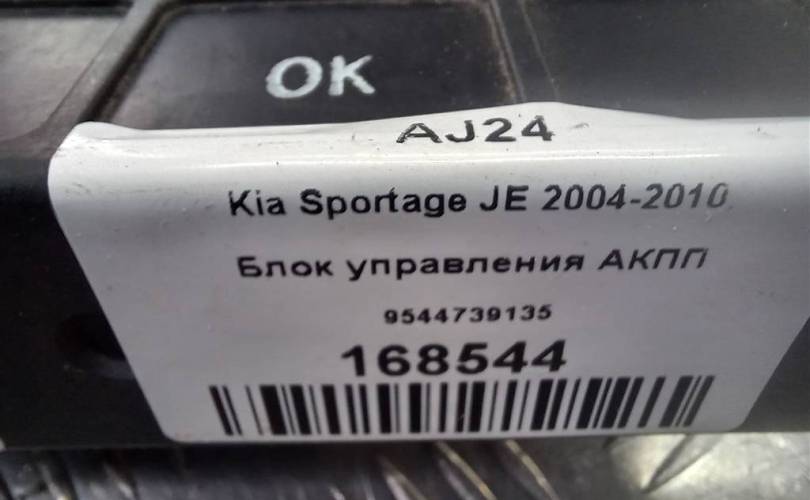 OK
AJ24
Kia Sportage JE 2004-2010
Блок управления АКПП
9544739135
168544